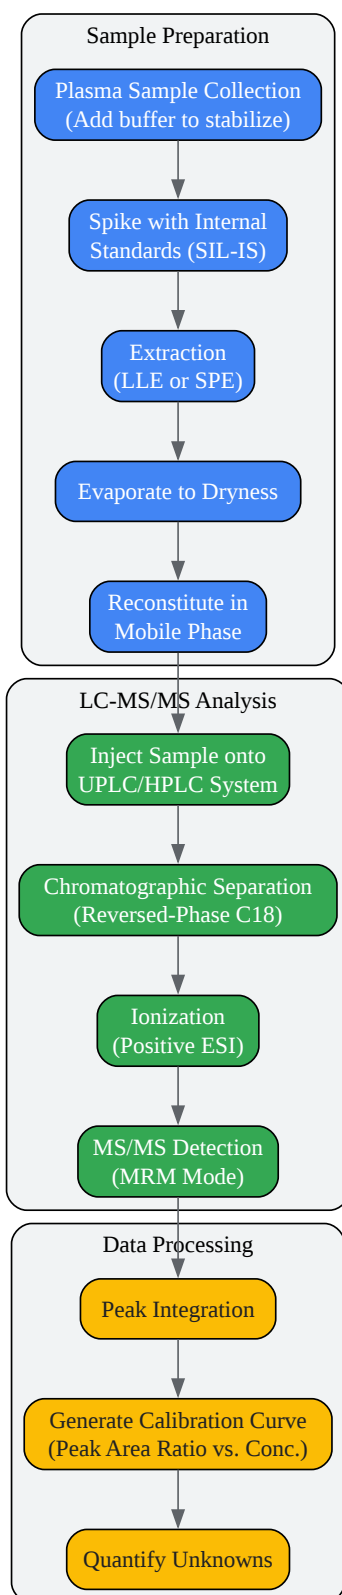 Sample Preparation
Plasma Sample Collection
(Add buffer to stabilize)
Spike with Internal
Standards (SIL-IS)
Extraction
(LLE or SPE)
Evaporate to Dryness
Reconstitute in
Mobile Phase
LC-MS/MS Analysis
Inject Sample onto
UPLC/HPLC System
Chromatographic Separation
(Reversed-Phase C18)
Ionization
(Positive ESI)
MS/MS Detection
(MRM Mode)
Data Processing
Peak Integration
Generate Calibration Curve
(Peak Area Ratio vs. Conc.)
Quantify Unknowns